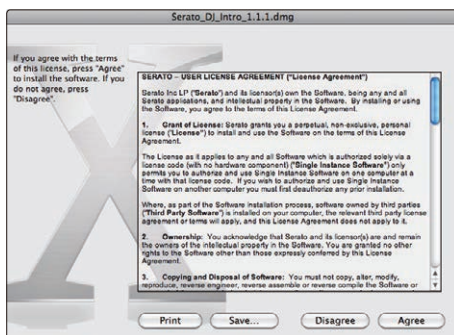 Serato_DJ_Intro_1.1.1.dmg
If you agree with the terms
of this license, press "Agree"
to install the software. If you
do not agree, press
"Disagree".
SERATO – USER LICENSE AGREEMENT ("License Agreement")
Serato Inc LP ("Serato") and its licensor(s) own the Software, being any and all
Serato applications, and intellectual property in the Software. By installing or using
the Software, you agree to the terms of this License Agreement.
1. Grant of License: Serato grants you a perpetual, non-exclusive, personal
license ("License") to install and use the Software on the terms of this License
Agreement.
The License as it applies to any and all Software which is authorized solely via a
license code (with no hardware component) ("Single Instance Software") only
permits you to authorize and use Single Instance Software on one computer at a
time with that license code. If you wish to authorize and use Single Instance
Software on another computer you must first deauthorize any prior installation.
Where, as part of the Software installation process, software owned by third parties
("Third Party Software") is installed on your computer, the relevant third party license
agreement or terms will apply, and this License Agreement does not apply to it.
2. Ownership: You acknowledge that Serato and its licensor(s) are and remain
the owners of the intellectual property in the Software. You are granted no other
rights to the Software other than those expressly conferred by this License
Agreement.
3. Copying and Disposal of Software: You must not copy, alter, modify,
reproduce, reverse engineer, reverse assemble or reverse compile the Software or
Print Save... Disagree Agree